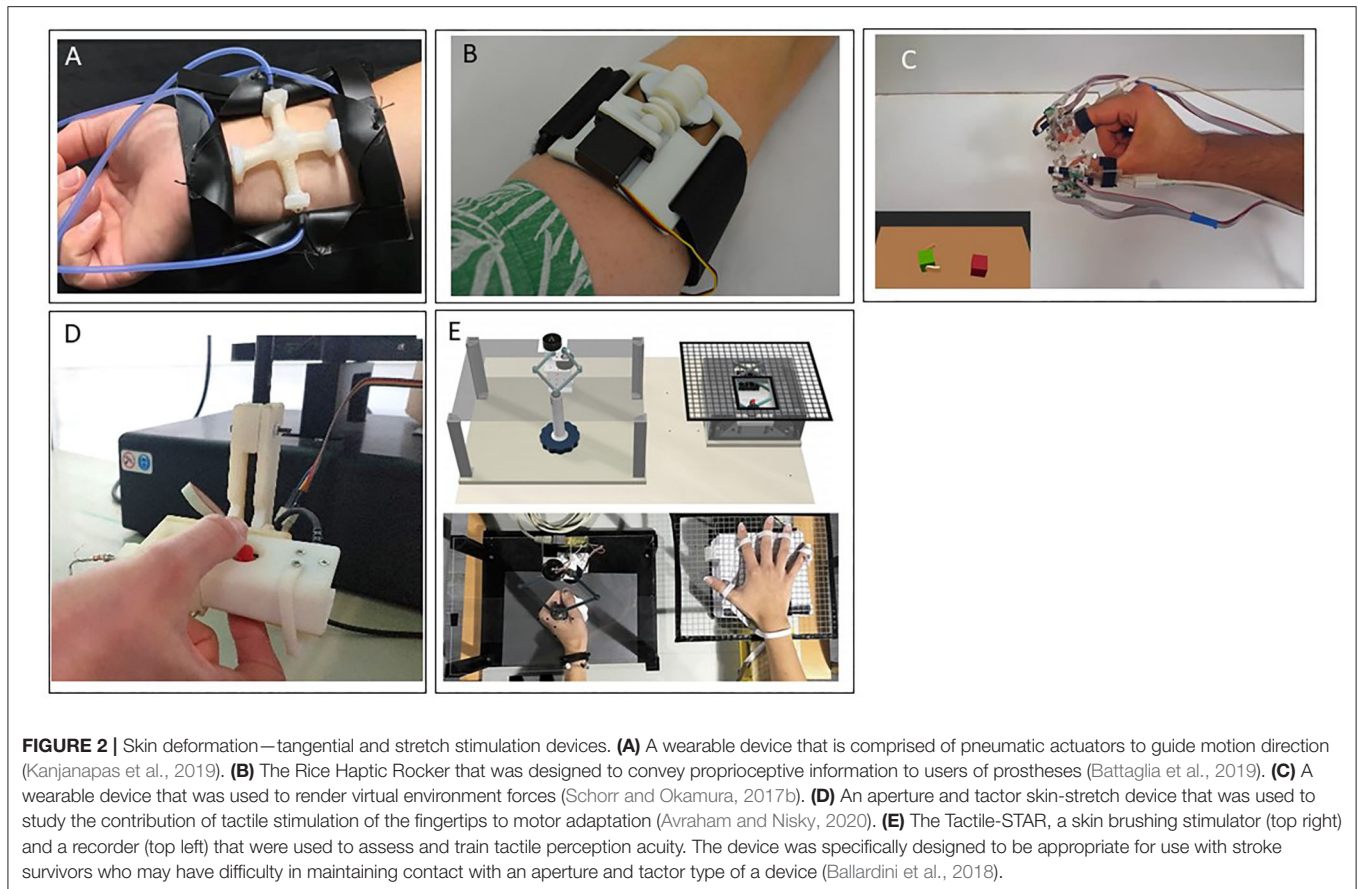 A
B
C
D
E
FIGURE 2 | Skin deformation—tangential and stretch stimulation devices. (A) A wearable device that is comprised of pneumatic actuators to guide motion direction
(Kanjanapas et al., 2019). (B) The Rice Haptic Rocker that was designed to convey proprioceptive information to users of prostheses (Battaglia et al., 2019). (C) A
wearable device that was used to render virtual environment forces (Schorr and Okamura, 2017b). (D) An aperture and tactor skin-stretch device that was used to
study the contribution of tactile stimulation of the fingertips to motor adaptation (Avraham and Nisky, 2020). (E) The Tactile-STAR, a skin brushing stimulator (top right)
and a recorder (top left) that were used to assess and train tactile perception acuity. The device was specifically designed to be appropriate for use with stroke
survivors who may have difficulty in maintaining contact with an aperture and tactor type of a device (Ballardini et al., 2018).